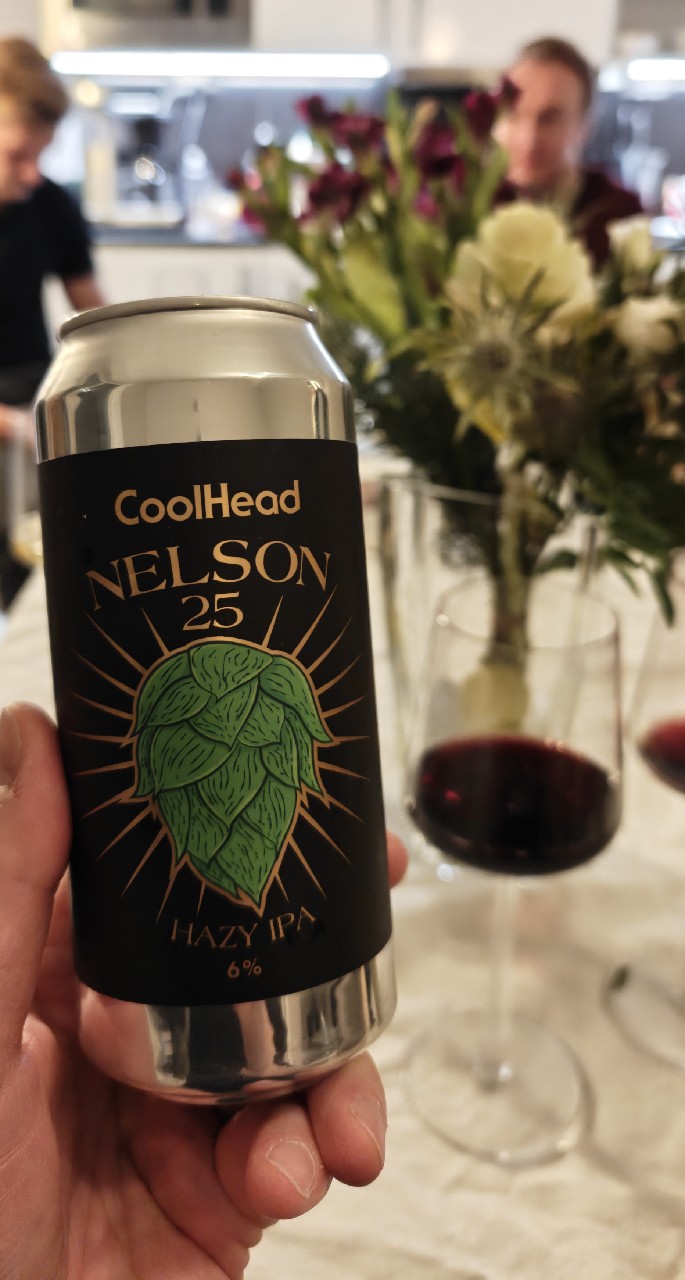 CoolHead
NELSON
25
HAZY IPA
6%